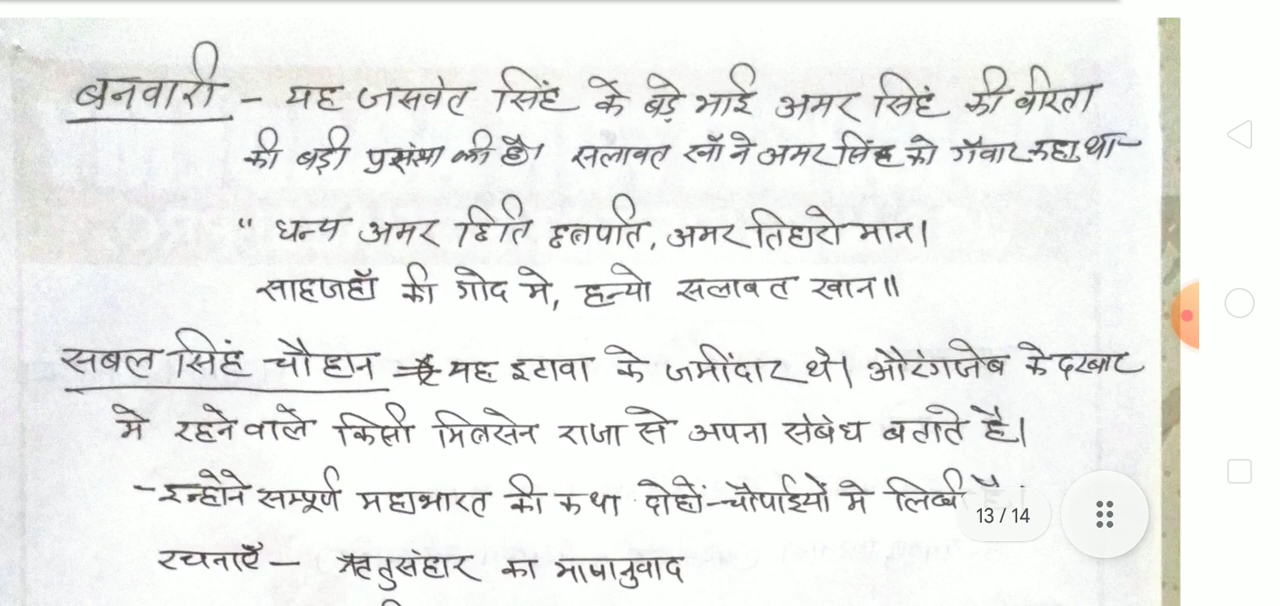 बनवारी - यह जसवंत सिंह के बड़े भाई अमर सिंह की वीरता
की बड़ी प्रसंसा की है। सलावत खाँ ने अमर सिंह को गँवार कहा था-
" धन्य अमर छिति छत्रपति, अमर तिहारो मान।
साहजहाँ की गोद मे, हन्यो सलावत खान॥
सबल सिंह चौहान यह इटावा के जमींदार थे। औरंगजेब के दरबार
मे रहने वाले किसी मित्रसेन राजा से अपना संबंध बताते है।
- इन्होंने सम्पूर्ण महाभारत की कथा दोहों-चौपाईयों मे
13 / 14
रचनाएँ - ऋतुसंहार का भाषानुवाद